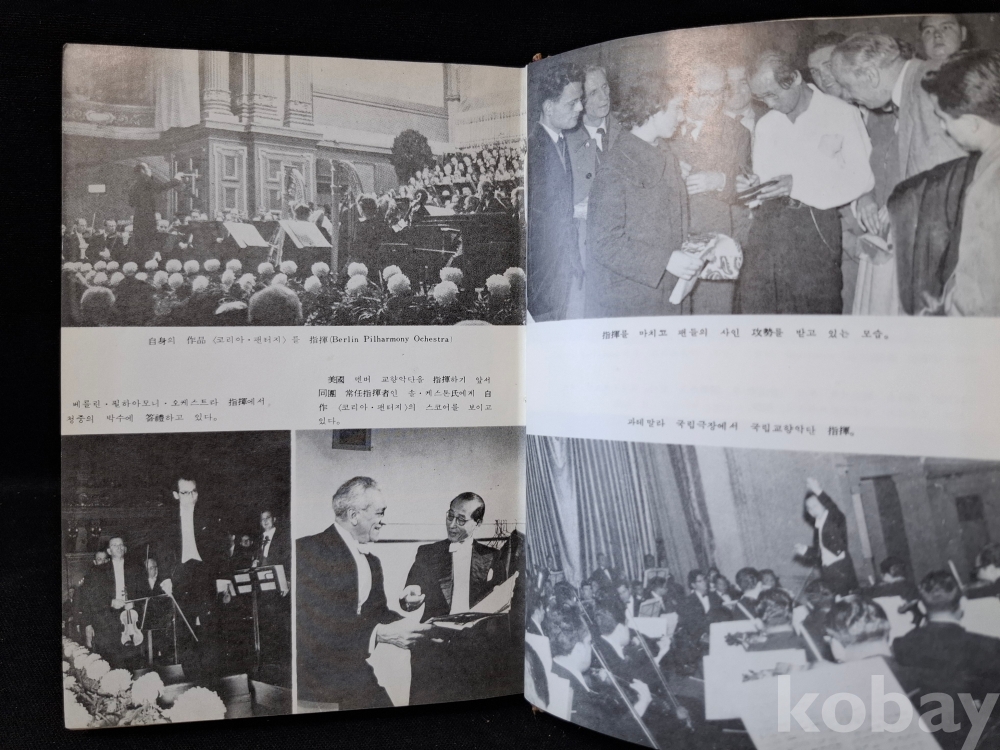 自身의 作品 〈코리아·팬터지〉를 指揮(Berlin Pilharmony Ochestra)
베를린·필하아모니·오케스트라 指揮에서
청중의 박수에 答禮하고 있다.
美國 덴버 교향악단을 指揮하기 앞서
同團 常任指揮者인 솔·케스톤氏에게 自
作 〈코리아·팬터지〉의 스코어를 보이고
있다.
指揮를 마치고 팬들의 사인 攻勢를 받고 있는 모습.
과테말라 국립극장에서 국립교향악단 指揮.
kobay